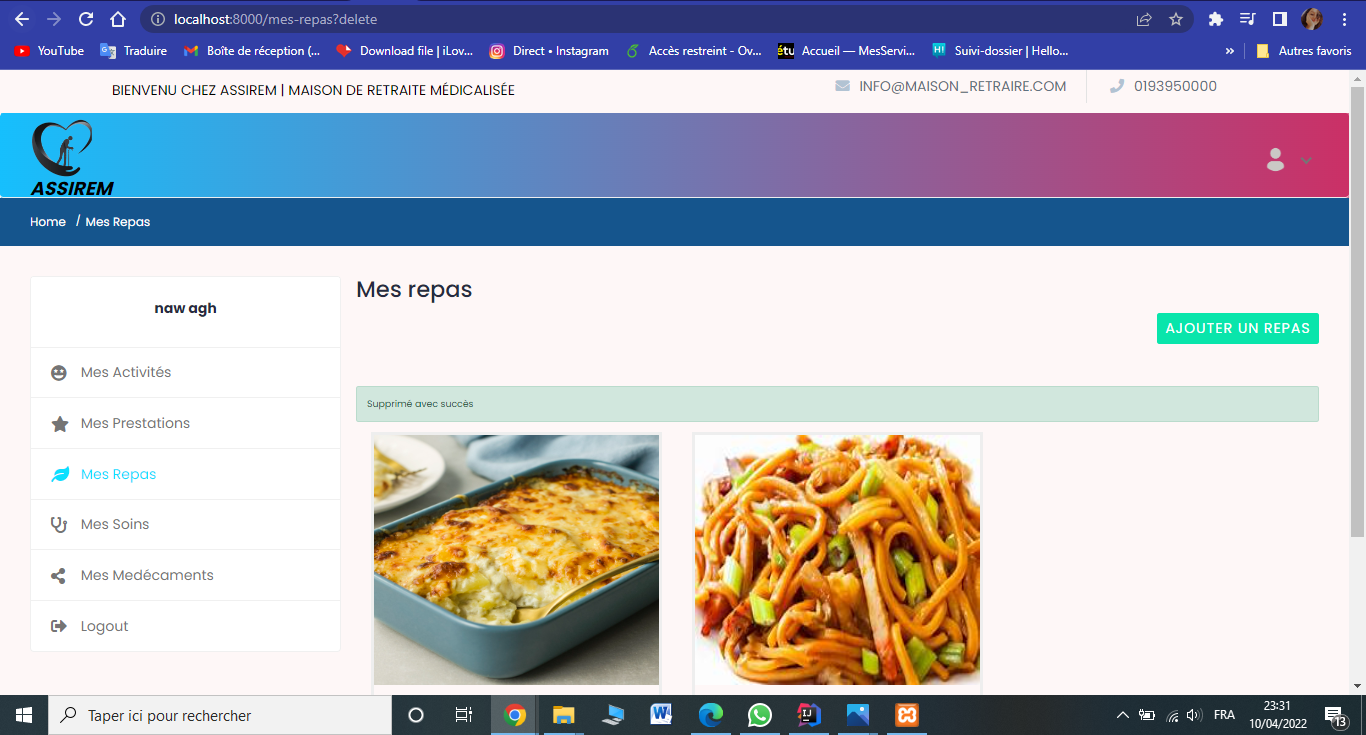 localhost:8000/mes-repas?delete
YouTube
Traduire
Boîte de réception (...
Download file | iLov...
Direct • Instagram
Accès restreint - Ov...
étu
Accueil — MesServi...
H!
Suivi-dossier | Hello...
»
Autres favoris
BIENVENU CHEZ ASSIREM | MAISON DE RETRAITE MÉDICALISÉE
INFO@MAISON_RETRAIRE.COM
0193950000
ASSIREM
Home / Mes Repas
naw agh
Mes Activités
Mes Prestations
Mes Repas
Mes Soins
Mes Medécaments
Logout
Mes repas
AJOUTER UN REPAS
Supprimé avec succès
Taper ici pour rechercher
W
IJ
FRA
23:31
10/04/2022
13